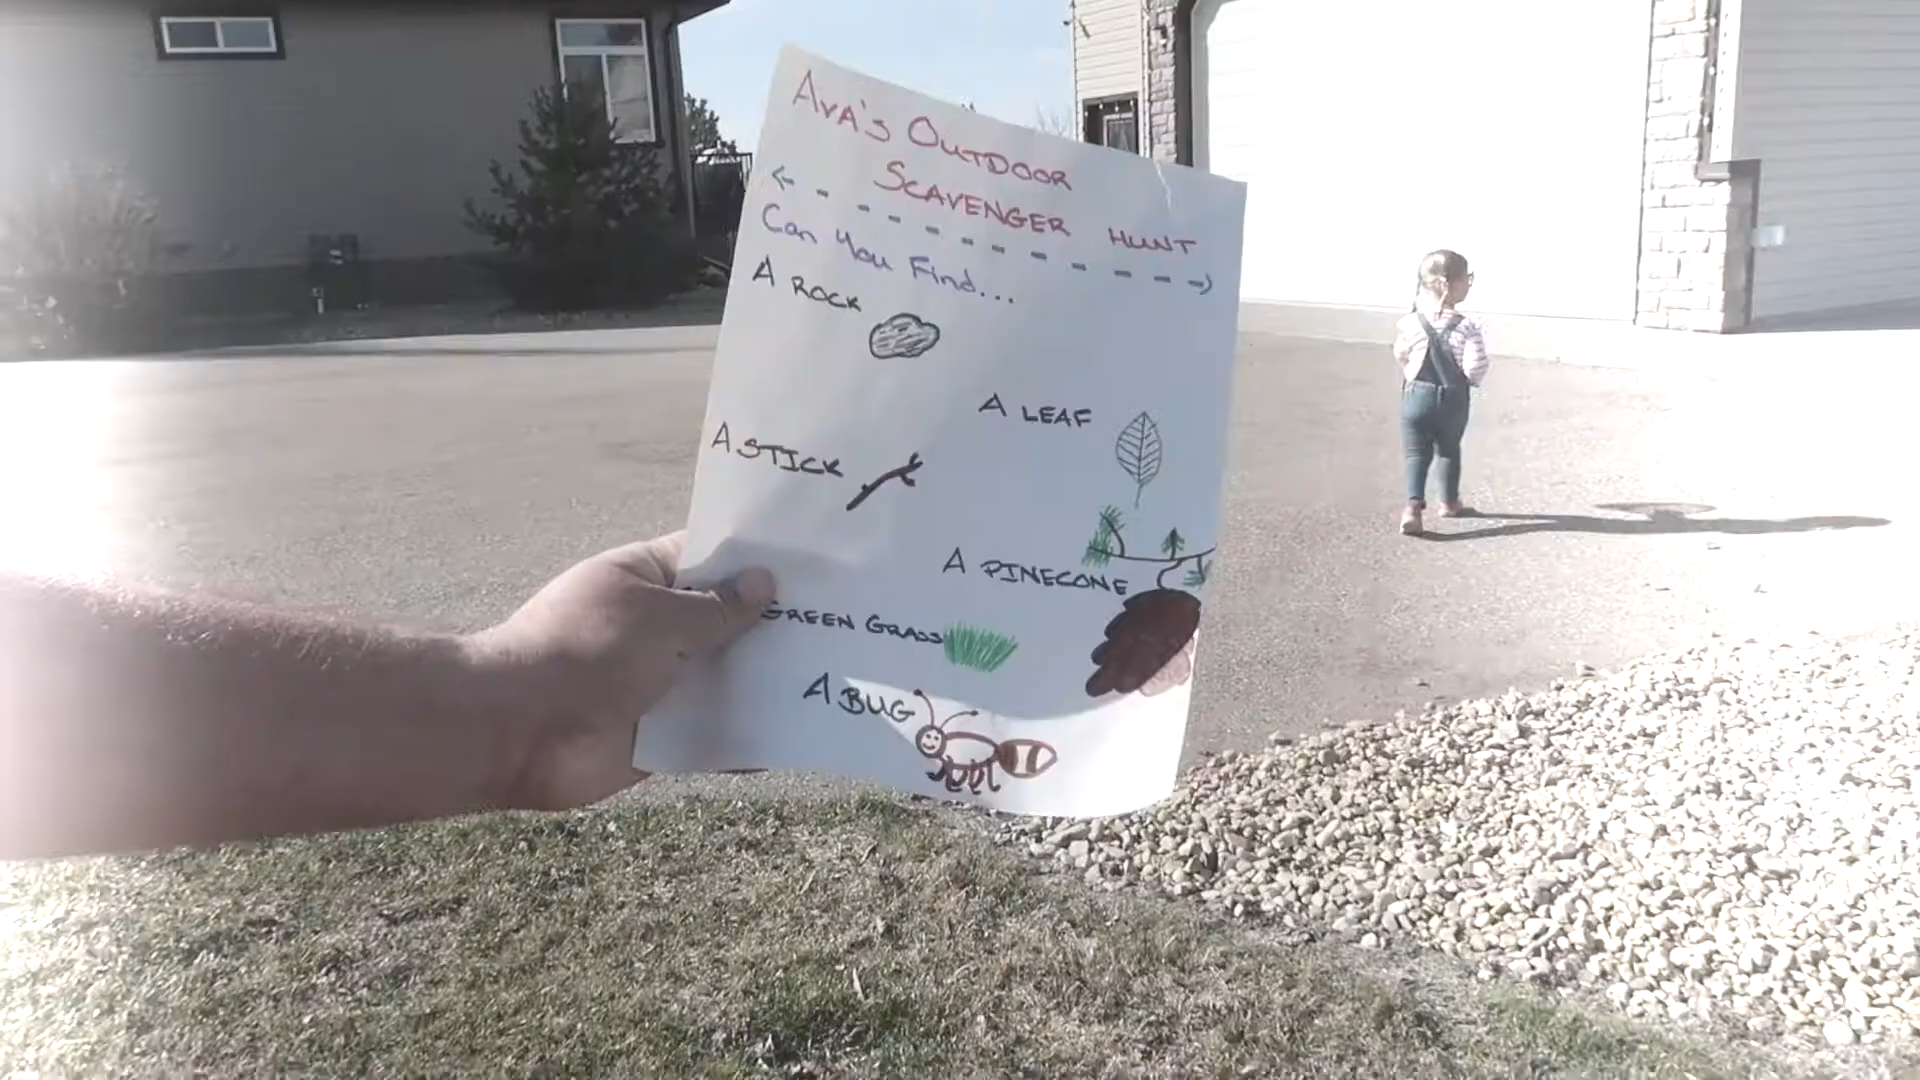 AVA'S OUTDOOR
SCAVENGER HUNT
Can You Find...
A ROCK
A LEAF
A STICK
A PINECONE
GREEN GRASS
A BUG